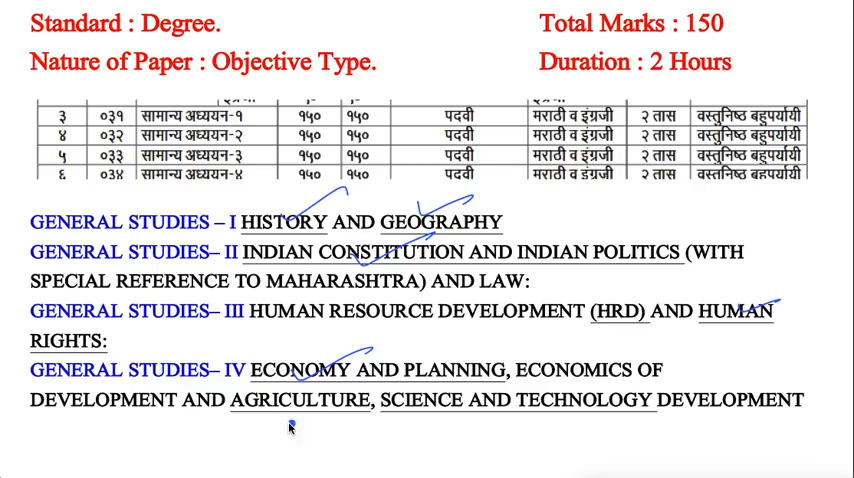 Standard : Degree. Total Marks : 150
Nature of Paper : Objective Type. Duration : 2 Hours
३ ०३१ सामान्य अध्ययन-१ १५० १५० पदवी मराठी व इंग्रजी २ तास वस्तुनिष्ठ बहुपर्यायी
४ ०३२ सामान्य अध्ययन-२ १५० १५० पदवी मराठी व इंग्रजी २ तास वस्तुनिष्ठ बहुपर्यायी
५ ०३३ सामान्य अध्ययन-३ १५० १५० पदवी मराठी व इंग्रजी २ तास वस्तुनिष्ठ बहुपर्यायी
६ ०३४ सामान्य अध्ययन-४ १५० १५० पदवी मराठी व इंग्रजी २ तास वस्तुनिष्ठ बहुपर्यायी
GENERAL STUDIES – I HISTORY AND GEOGRAPHY
GENERAL STUDIES – II INDIAN CONSTITUTION AND INDIAN POLITICS (WITH
SPECIAL REFERENCE TO MAHARASHTRA) AND LAW:
GENERAL STUDIES– III HUMAN RESOURCE DEVELOPMENT (HRD) AND HUMAN
RIGHTS:
GENERAL STUDIES– IV ECONOMY AND PLANNING, ECONOMICS OF
DEVELOPMENT AND AGRICULTURE, SCIENCE AND TECHNOLOGY DEVELOPMENT